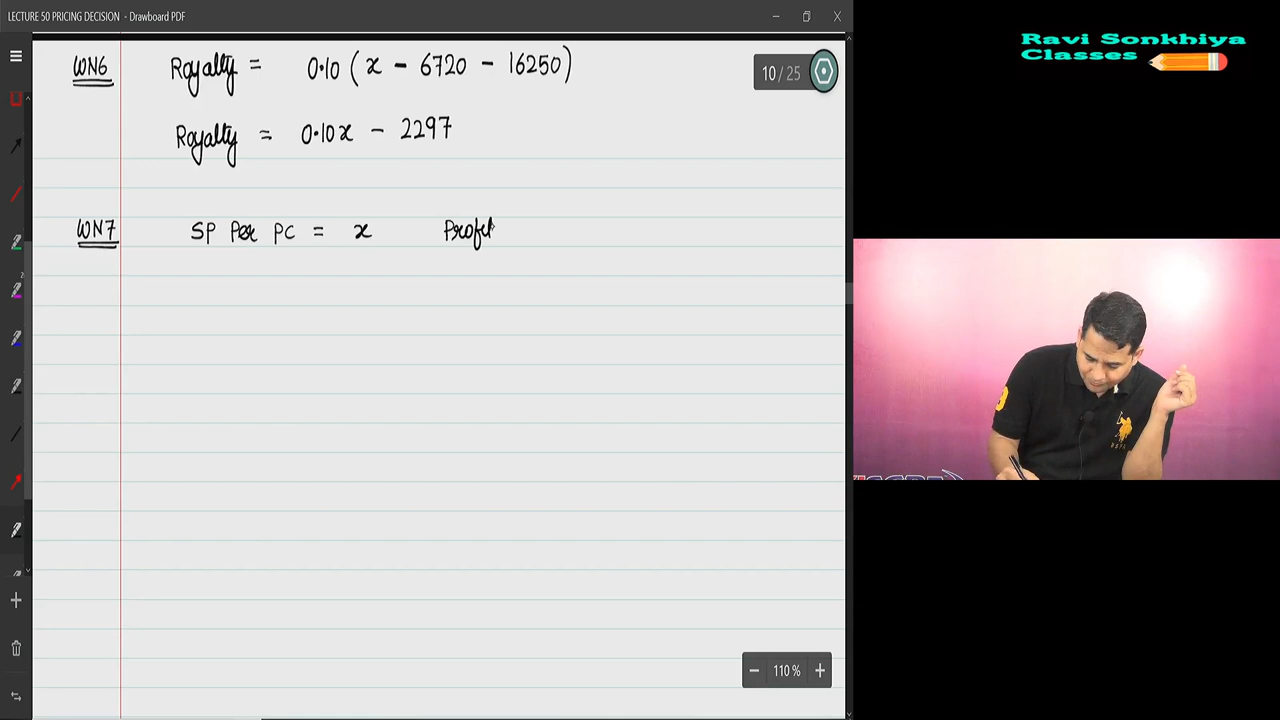 LECTURE 50 PRICING DECISION - Drawboard PDF
Ravi Sonkhiya
Classes
WN6 Royalty = 0.10 (x - 6720 - 16250)
10 / 25
Royalty = 0.10x - 2297
WN7 SP Per PC = x Profit
110 %